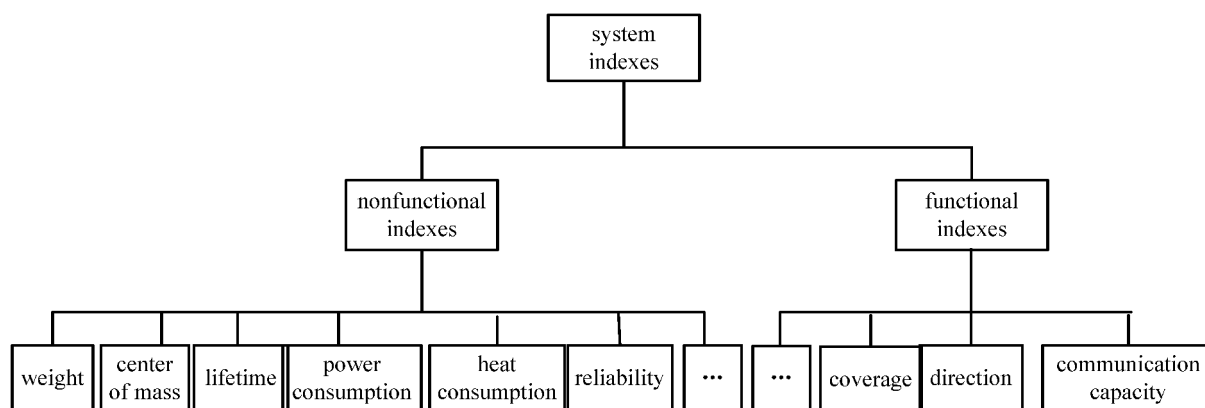 system
indexes
nonfunctional
indexes
functional
indexes
weight
center
of mass
lifetime
power
consumption
heat
consumption
reliability
...
...
coverage
direction
communication
capacity